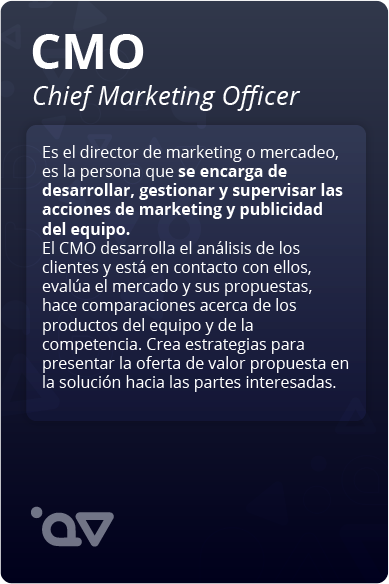 CMO
Chief Marketing Officer
Es el director de marketing o mercadeo,
es la persona que se encarga de
desarrollar, gestionar y supervisar las
acciones de marketing y publicidad
del equipo.
El CMO desarrolla el análisis de los
clientes y está en contacto con ellos,
evalúa el mercado y sus propuestas,
hace comparaciones acerca de los
productos del equipo y de la
competencia. Crea estrategias para
presentar la oferta de valor propuesta en
la solución hacia las partes interesadas.